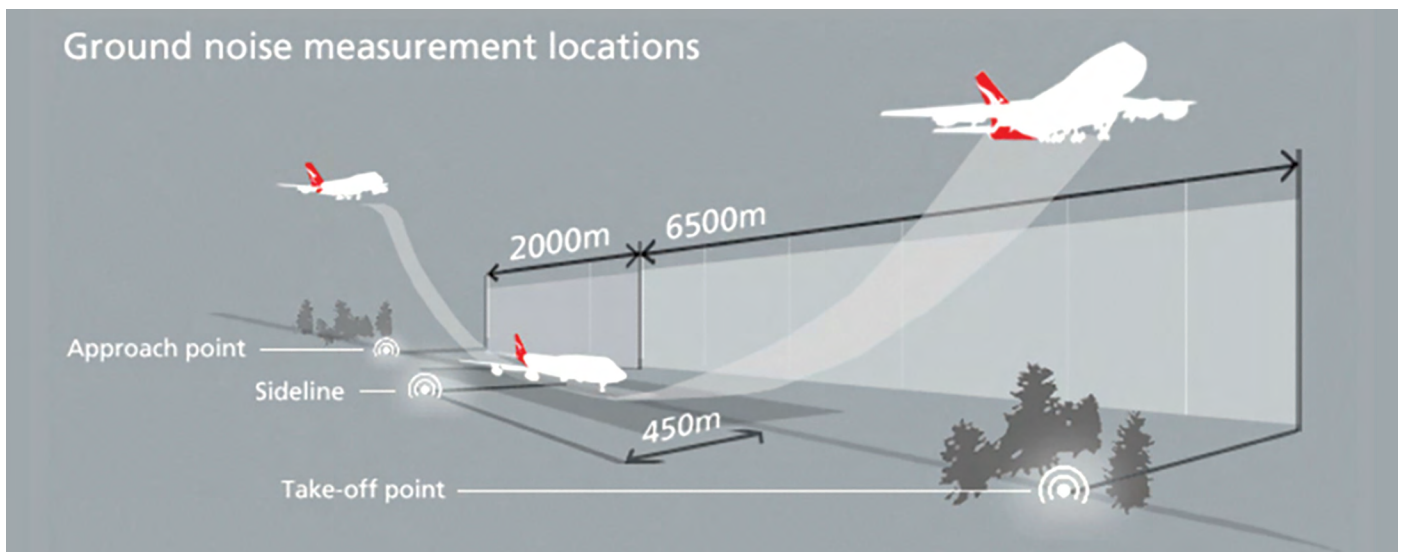 Ground noise measurement locations
2000m
6500m
Approach point
Sideline
450m
Take-off point